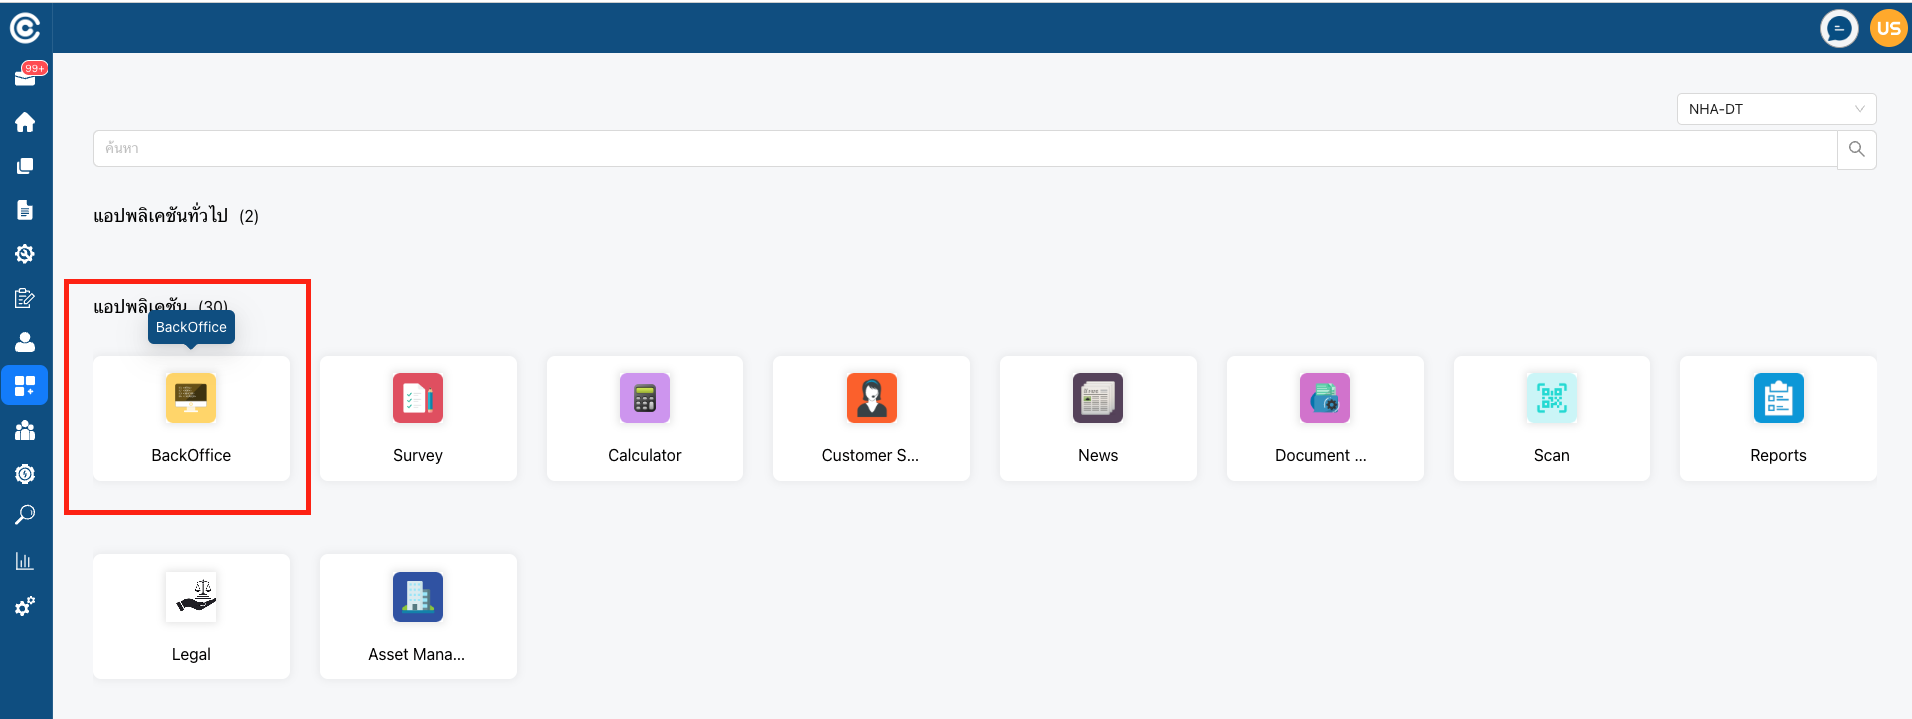 US
99+
NHA-DT
ค้นหา
แอปพลิเคชันทั่วไป (2)
แอปพลิเคชัน (30)
BackOffice
BackOffice
Survey
Calculator
Customer S...
News
Document ...
Scan
Reports
Legal
Asset Mana...